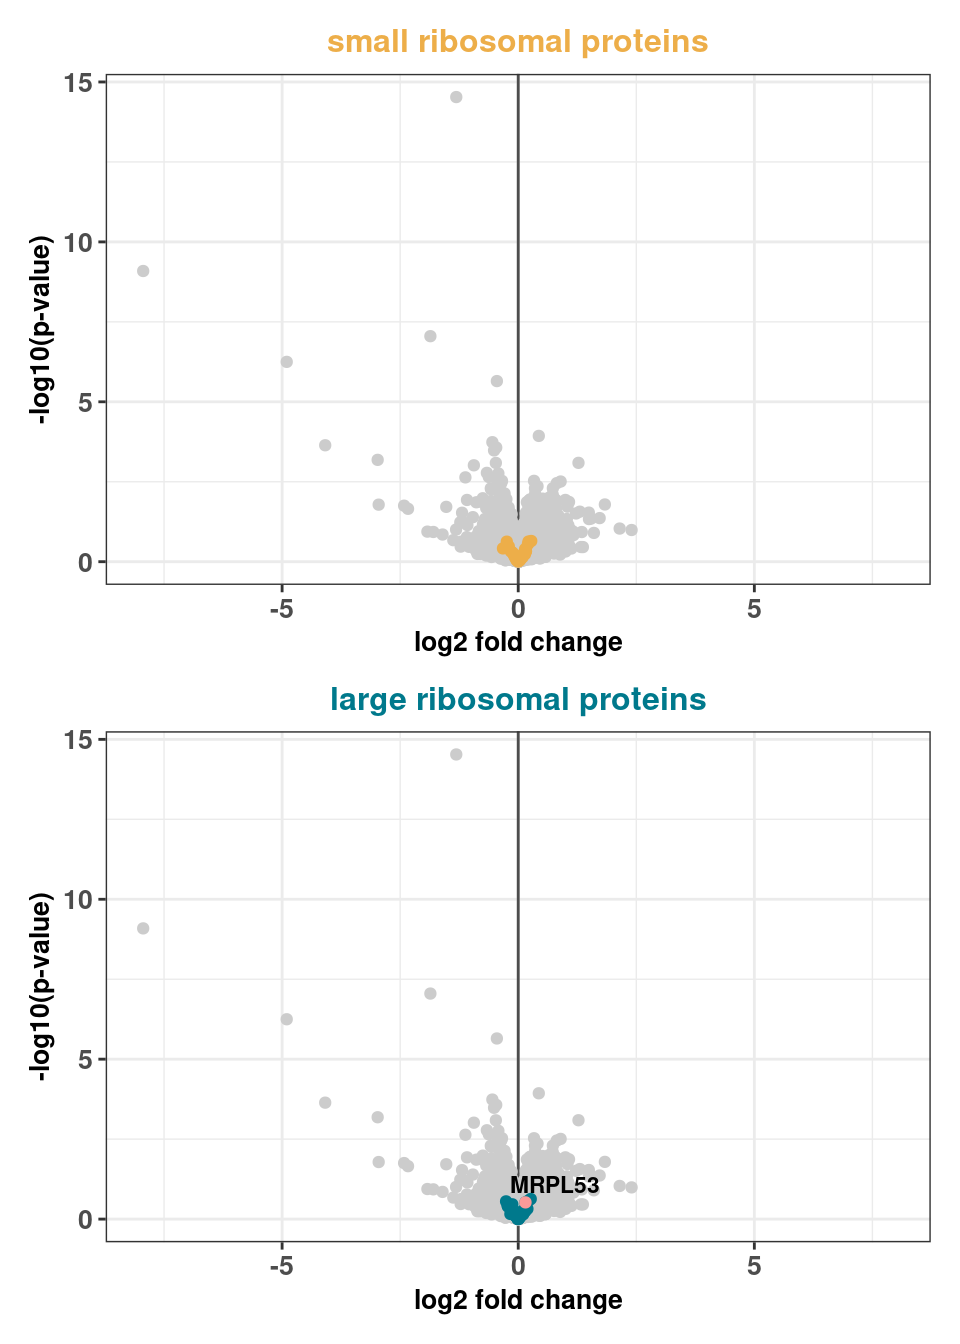 small ribosomal proteins
15
10
5
0
-log10(p-value)
-5 0 5
log2 fold change
large ribosomal proteins
15
10
5
0
-log10(p-value)
MRPL53
-5 0 5
log2 fold change